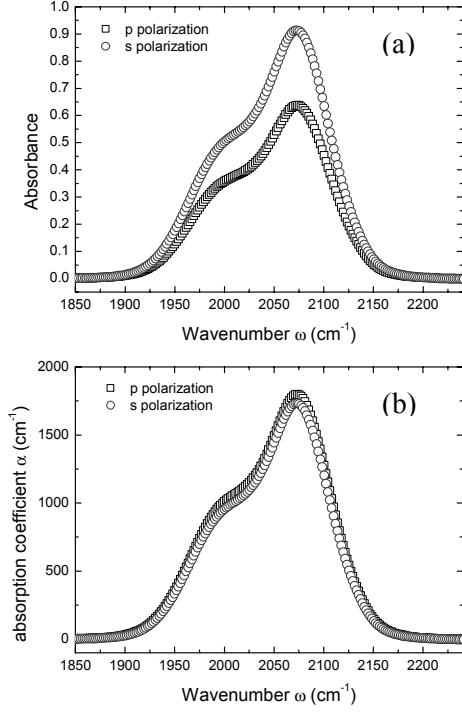 p polarization
s polarization
(a)
Absorbance
1.0
0.9
0.8
0.7
0.6
0.5
0.4
0.3
0.2
0.1
0.0
1850 1900 1950 2000 2050 2100 2150 2200
Wavenumber ω (cm⁻¹)
p polarization
s polarization
(b)
absorption coefficient α (cm⁻¹)
2000
1500
1000
500
0
1850 1900 1950 2000 2050 2100 2150 2200
Wavenumber ω (cm⁻¹)